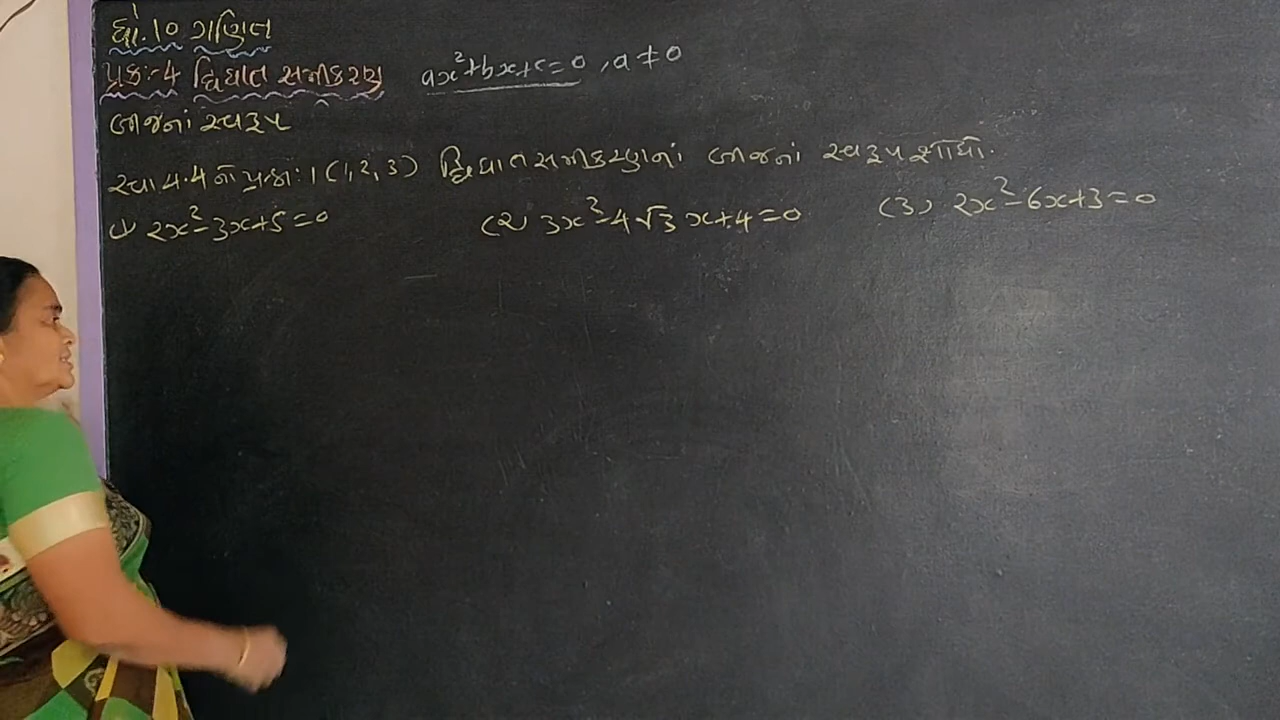 ધો.10 ગણિત
પ્રક:-4 દ્વિઘાત સમીકરણ ax²+bx+c=0 ,a≠0
બીજનાં સ્વરૂપ
સ્વા 4.4 નો પ્રશ્ન:1 (1,2,3) દ્વિઘાત સમીકરણનાં બીજનાં સ્વરૂપ શોધો.
(1) 2x²-3x+5=0 (2) 3x²-4√3 x+4=0 (3) 2x²-6x+3=0